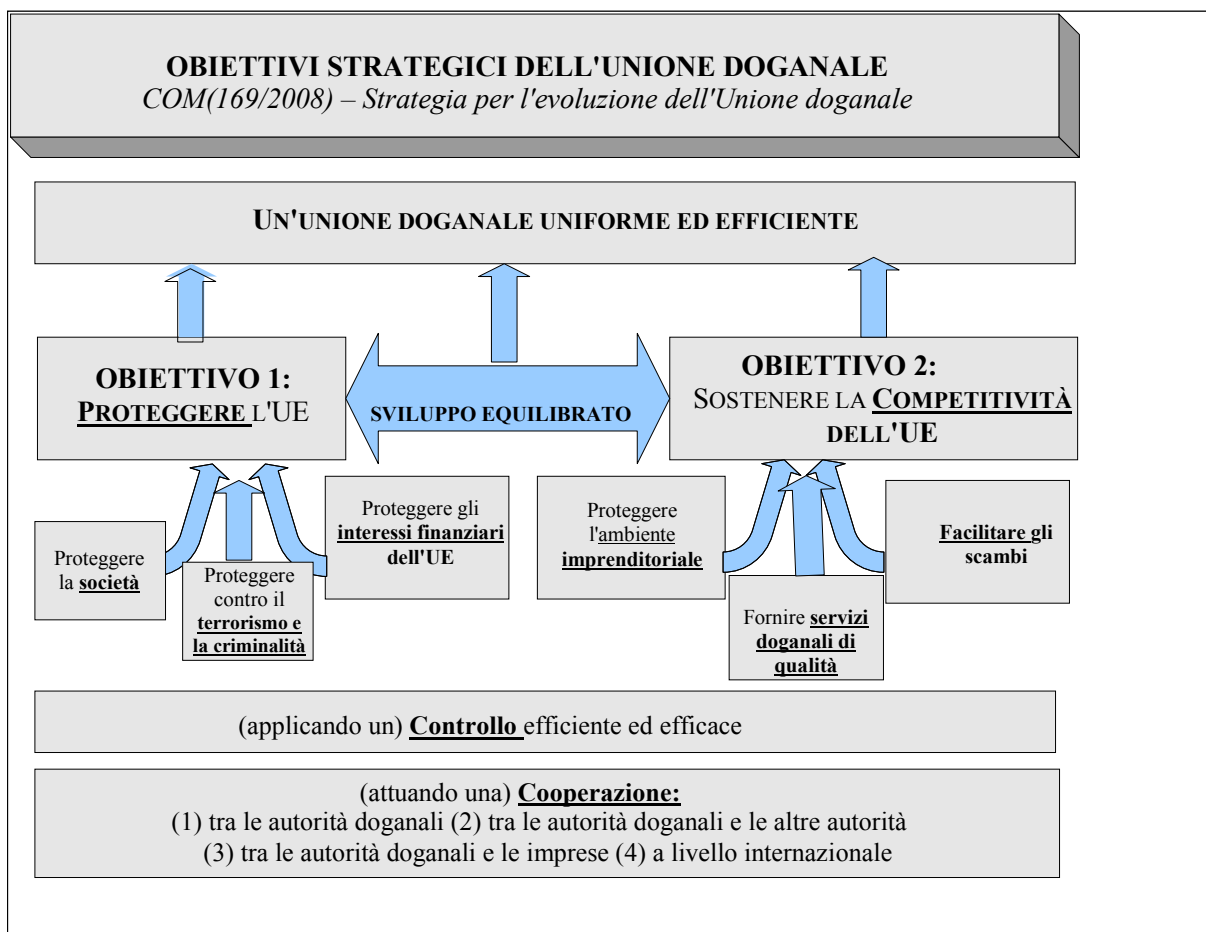 OBIETTIVI STRATEGICI DELL'UNIONE DOGANALE
COM(169/2008) – Strategia per l'evoluzione dell'Unione doganale
UN'UNIONE DOGANALE UNIFORME ED EFFICIENTE
OBIETTIVO 1:
PROTEGGERE L'UE
SVILUPPO EQUILIBRATO
OBIETTIVO 2:
SOSTENERE LA COMPETITIVITÀ
DELL'UE
Proteggere
la società
Proteggere
contro il
terrorismo e
la criminalità
Proteggere gli
interessi finanziari
dell'UE
Proteggere
l'ambiente
imprenditoriale
Fornire servizi
doganali di
qualità
Facilitare gli
scambi
(applicando un) Controllo efficiente ed efficace
(attuando una) Cooperazione:
(1) tra le autorità doganali (2) tra le autorità doganali e le altre autorità
(3) tra le autorità doganali e le imprese (4) a livello internazionale